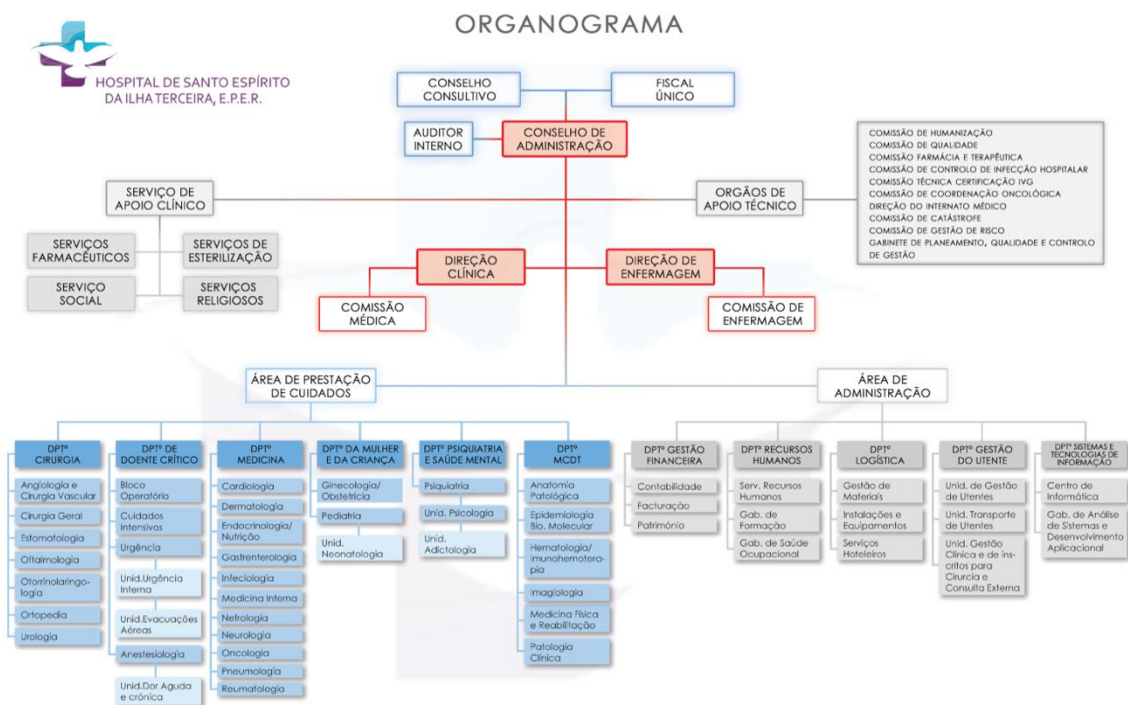 ORGANOGRAMA
HOSPITAL DE SANTO ESPÍRITO
DA ILHA TERCEIRA, E.P.E.R.
CONSELHO
CONSULTIVO
FISCAL
ÚNICO
AUDITOR
INTERNO
CONSELHO DE
ADMINISTRAÇÃO
COMISSÃO DE HUMANIZAÇÃO
COMISSÃO DE QUALIDADE
COMISSÃO FARMÁCIA E TERAPÊUTICA
COMISSÃO DE CONTROLO DE INFECÇÃO HOSPITALAR
COMISSÃO TÉCNICA CERTIFICAÇÃO IVG
COMISSÃO DE COORDENAÇÃO ONCOLÓGICA
DIREÇÃO DO INTERNATO MÉDICO
COMISSÃO DE CATÁSTROFE
COMISSÃO DE GESTÃO DE RISCO
GABINETE DE PLANEAMENTO, QUALIDADE E CONTROLO
DE GESTÃO
SERVIÇO DE
APOIO CLÍNICO
ORGÃOS DE
APOIO TÉCNICO
SERVIÇOS
FARMACÊUTICOS
SERVIÇOS DE
ESTERILIZAÇÃO
SERVIÇO
SOCIAL
SERVIÇOS
RELIGIOSOS
DIREÇÃO
CLÍNICA
DIREÇÃO DE
ENFERMAGEM
COMISSÃO
MÉDICA
COMISSÃO DE
ENFERMAGEM
ÁREA DE PRESTAÇÃO
DE CUIDADOS
ÁREA DE
ADMINISTRAÇÃO
DPTº
CIRURGIA
Angiologia e
Cirurgia Vascular
Cirurgia Geral
Estomatologia
Oftalmologia
Otorrinolaringo-
logia
Ortopedia
Urologia
DPTº DE
DOENTE CRÍTICO
Bloco
Operatório
Cuidados
Intensivos
Urgência
Unid.Urgência
Interna
Unid.Evacuações
Aéreas
Anestesiologia
Unid.Dor Aguda
e crónica
DPTº
MEDICINA
Cardiologia
Dermatologia
Endocrinologia/
Nutrição
Gastrenterologia
Infeciologia
Medicina Interna
Nefrologia
Neurologia
Oncologia
Pneumologia
Reumatologia
DPTº DA MULHER
E DA CRIANÇA
Ginecologia/
Obstetrícia
Pediatria
Unid.
Neonatologia
DPTº PSIQUIATRIA
E SAÚDE MENTAL
Psiquiatria
Unid. Psicologia
Unid.
Adictologia
DPTº
MCDT
Anatomia
Patológica
Epidemiologia
Bio. Molecular
Hematologia/
Imunohemotera-
pia
Imagiologia
Medicina Física
e Reabilitação
Patologia
Clínica
DPTº GESTÃO
FINANCEIRA
Contabilidade
Facturação
Património
DPTº RECURSOS
HUMANOS
Serv. Recursos
Humanos
Gab. de
Formação
Gab. de Saúde
Ocupacional
DPTº
LOGÍSTICA
Gestão de
Materiais
Instalações e
Equipamentos
Serviços
Hoteleiros
DPTº GESTÃO
DO UTENTE
Unid. de Gestão
de Utentes
Unid. Transporte
de Utentes
Unid. Gestão
Clínica e de ins-
critos para
Cirurcia e
Consulta Externa
DPTº SISTEMAS E
TECNOLOGIAS DE
INFORMAÇÃO
Centro de
Informática
Gab. de Análise
de Sistemas e
Desenvolvimento
Aplicacional